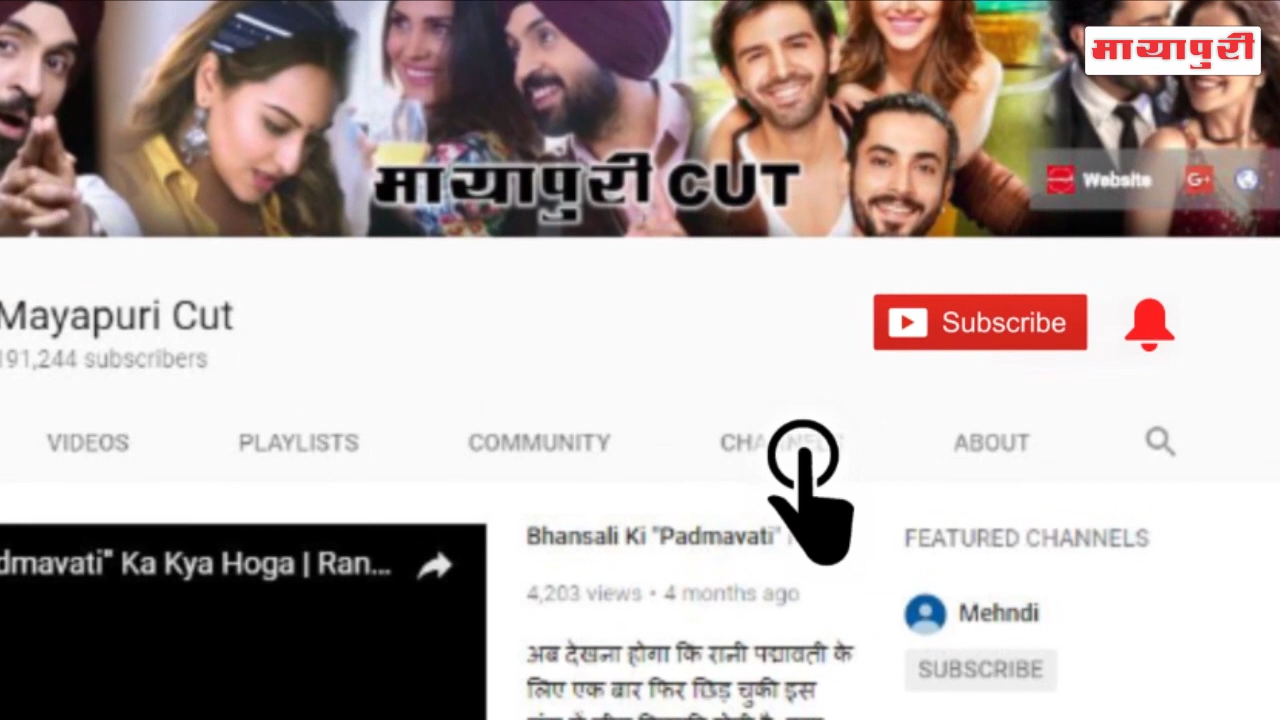 मायापुरी
मायापुरी CUT
Website
G+
Mayapuri Cut
191,244 subscribers
Subscribe
VIDEOS PLAYLISTS COMMUNITY CHANNELS ABOUT
dmavati" Ka Kya Hoga | Ran...
Bhansali Ki "Padmavati"
4,203 views • 4 months ago
अब देखना होगा कि रानी पद्मावती के
लिए एक बार फिर छिड़ चुकी इस
FEATURED CHANNELS
Mehndi
SUBSCRIBE